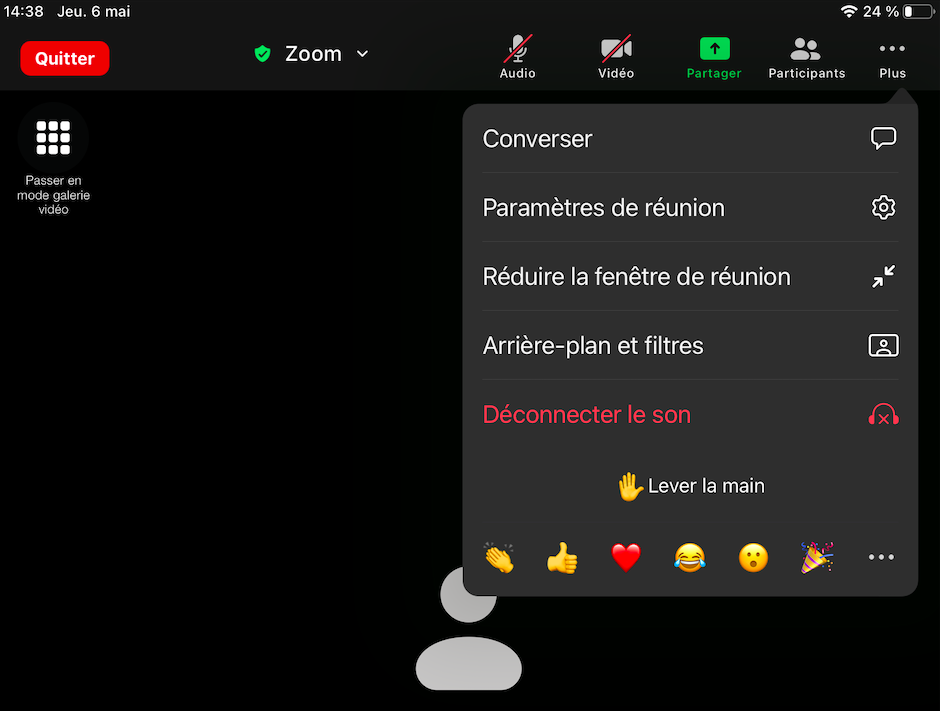 14:38 Jeu. 6 mai 24 %
Quitter
Zoom
Audio
Vidéo
Partager
Participants
Plus
Passer en
mode galerie
vidéo
Converser
Paramètres de réunion
Réduire la fenêtre de réunion
Arrière-plan et filtres
Déconnecter le son
Lever la main